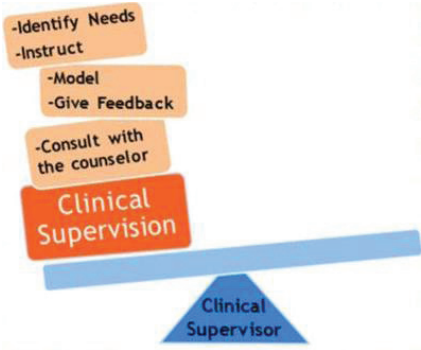 -Identify Needs
-Instruct
-Model
-Give Feedback
-Consult with
the counselor
Clinical
Supervision
Clinical
Supervisor